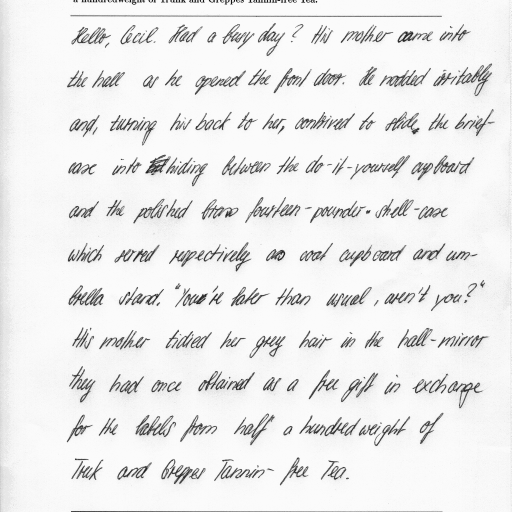 a hundredweight of Trunk and Greppes Tannin-free Tea.
Hello, Cecil. Had a busy day? His mother came into
the hall as he opened the front door. He nodded irritably
and, turning his back to her, contrived to slide, the brief-
case into hiding between the do-it-yourself cupboard
and the polished brass fourteen-pounder. shell-case
which served respectively as coat cupboard and um-
brella stand. "You're later than usual, aren't you?"
His mother tidied her grey hair in the hall-mirror
they had once obtained as a free gift in exchange
for the labels from half a hundredweight of
Trnk and Greppes Tannin-free Tea.